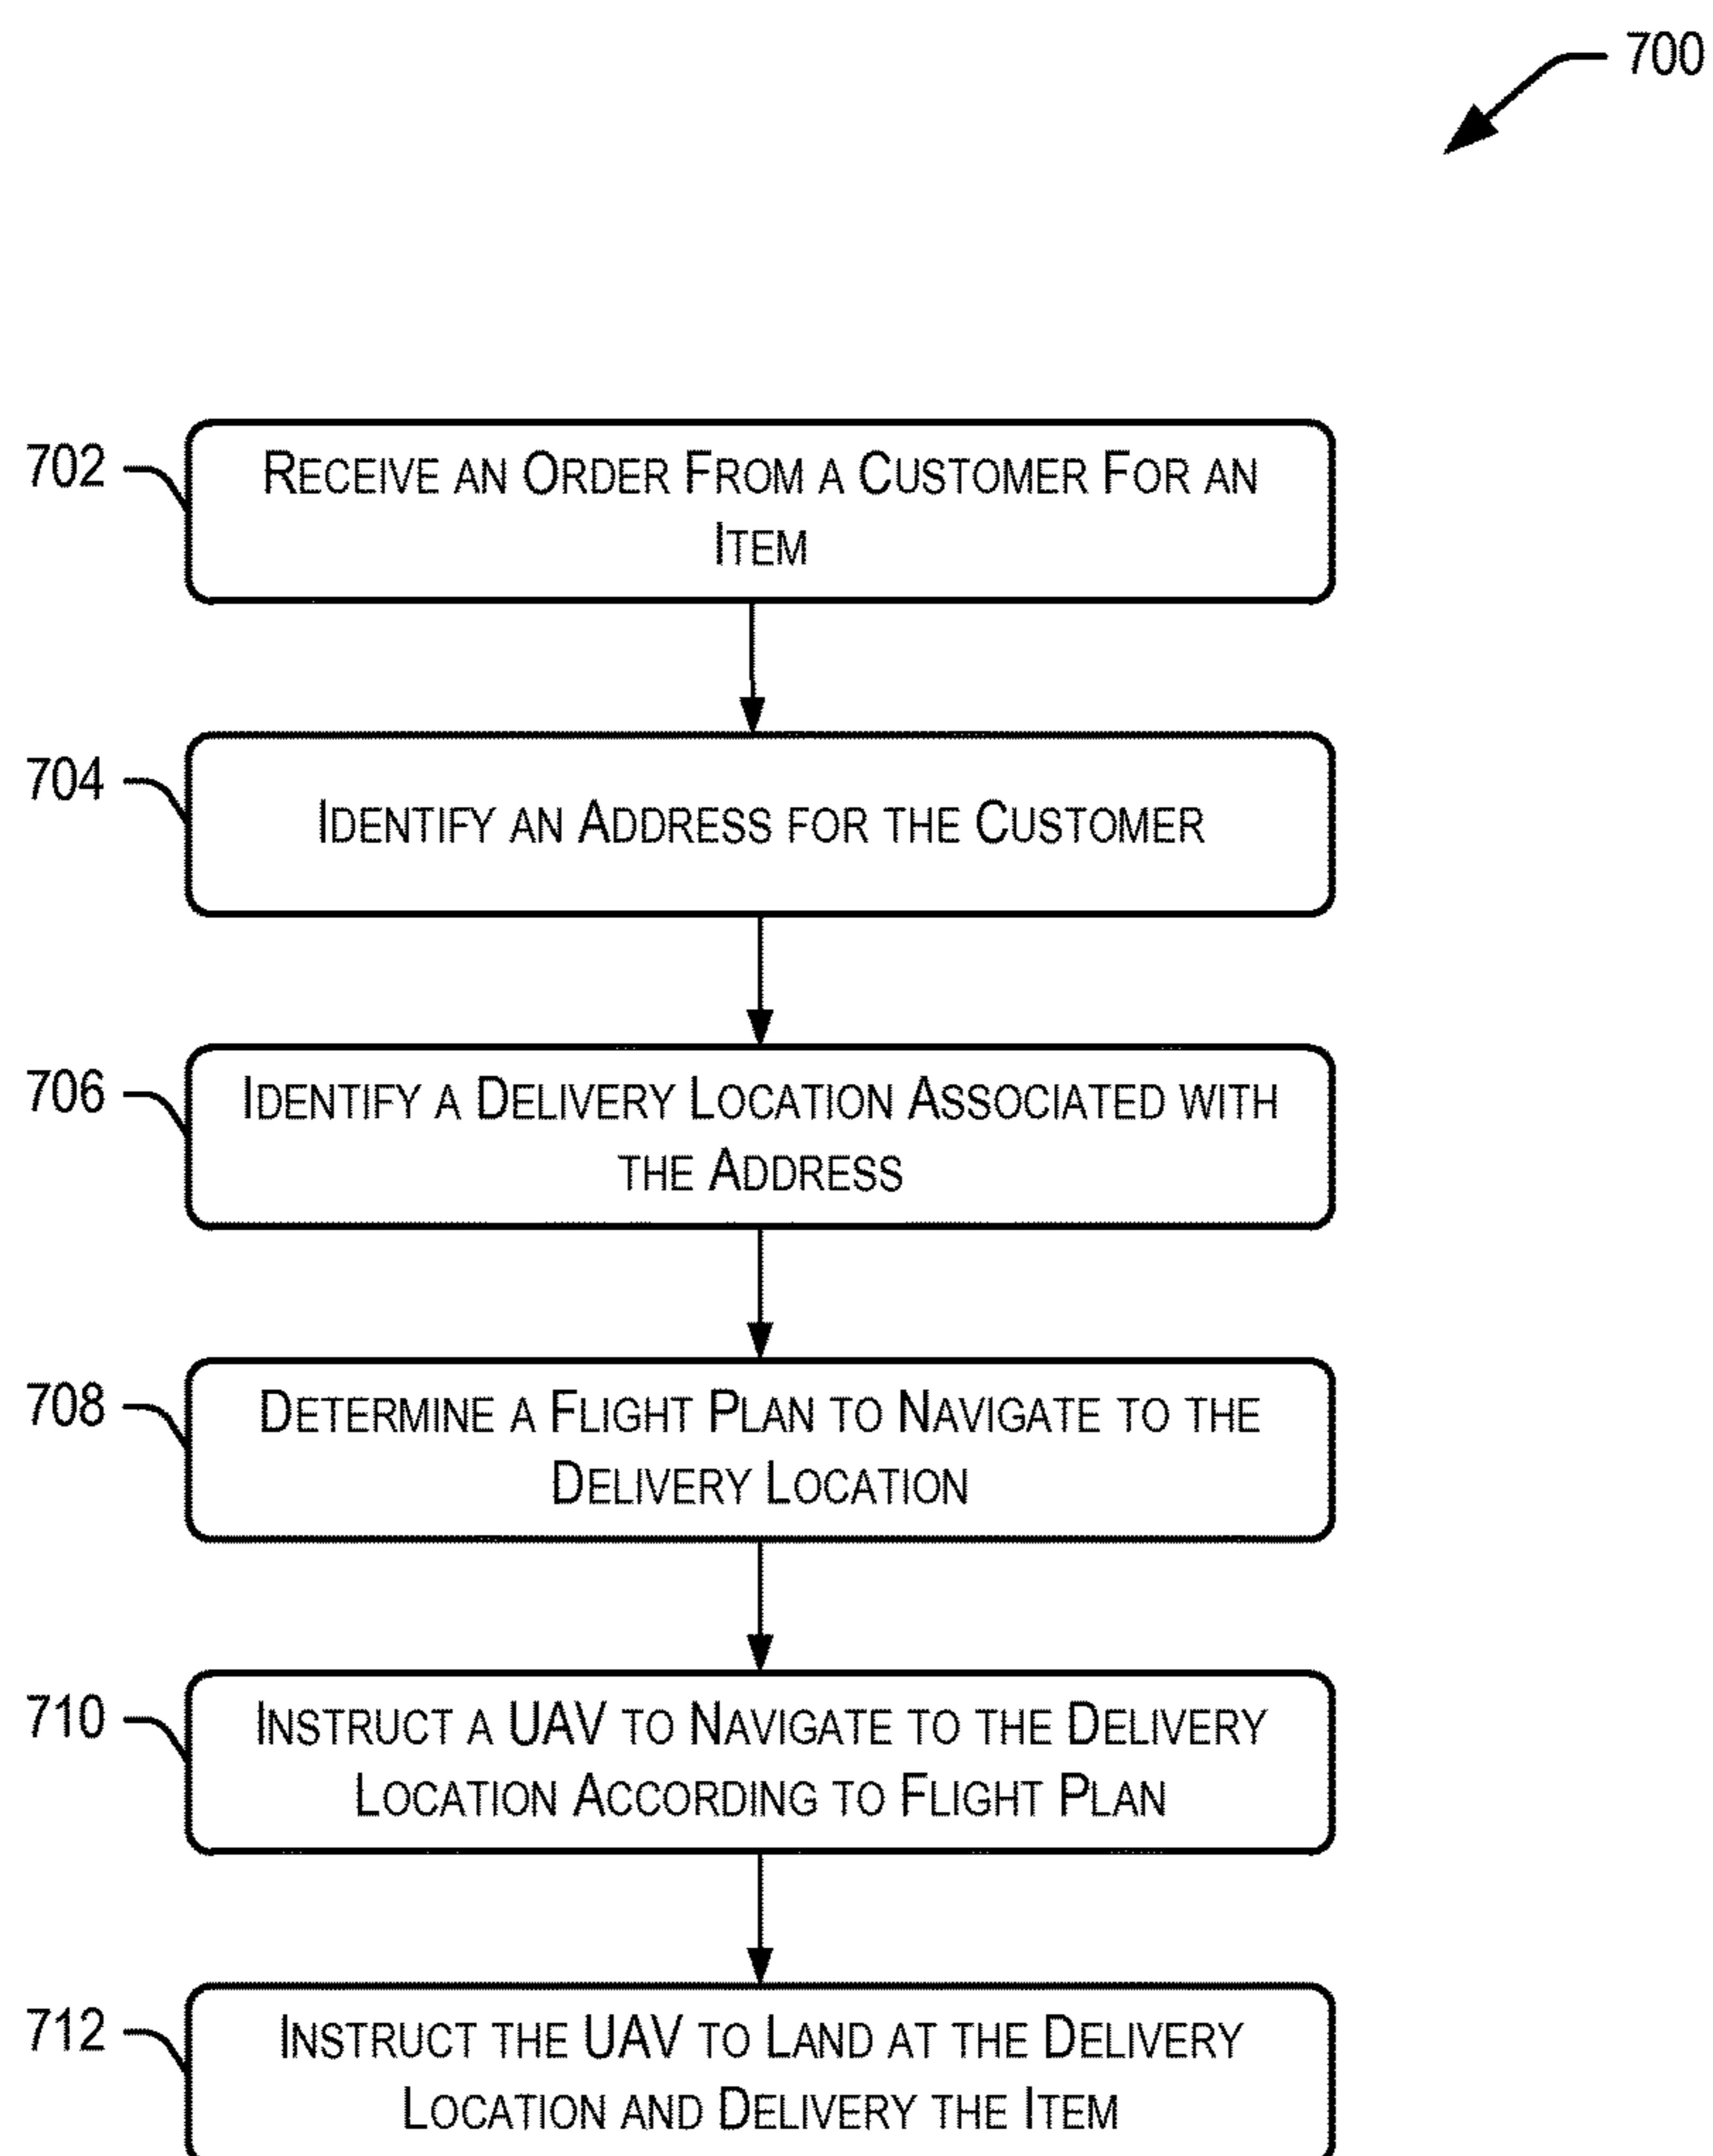 700
702
RECEIVE AN ORDER FROM A CUSTOMER FOR AN
ITEM
704
IDENTIFY AN ADDRESS FOR THE CUSTOMER
706
IDENTIFY A DELIVERY LOCATION ASSOCIATED WITH
THE ADDRESS
708
DETERMINE A FLIGHT PLAN TO NAVIGATE TO THE
DELIVERY LOCATION
710
INSTRUCT A UAV TO NAVIGATE TO THE DELIVERY
LOCATION ACCORDING TO FLIGHT PLAN
712
INSTRUCT THE UAV TO LAND AT THE DELIVERY
LOCATION AND DELIVERY THE ITEM